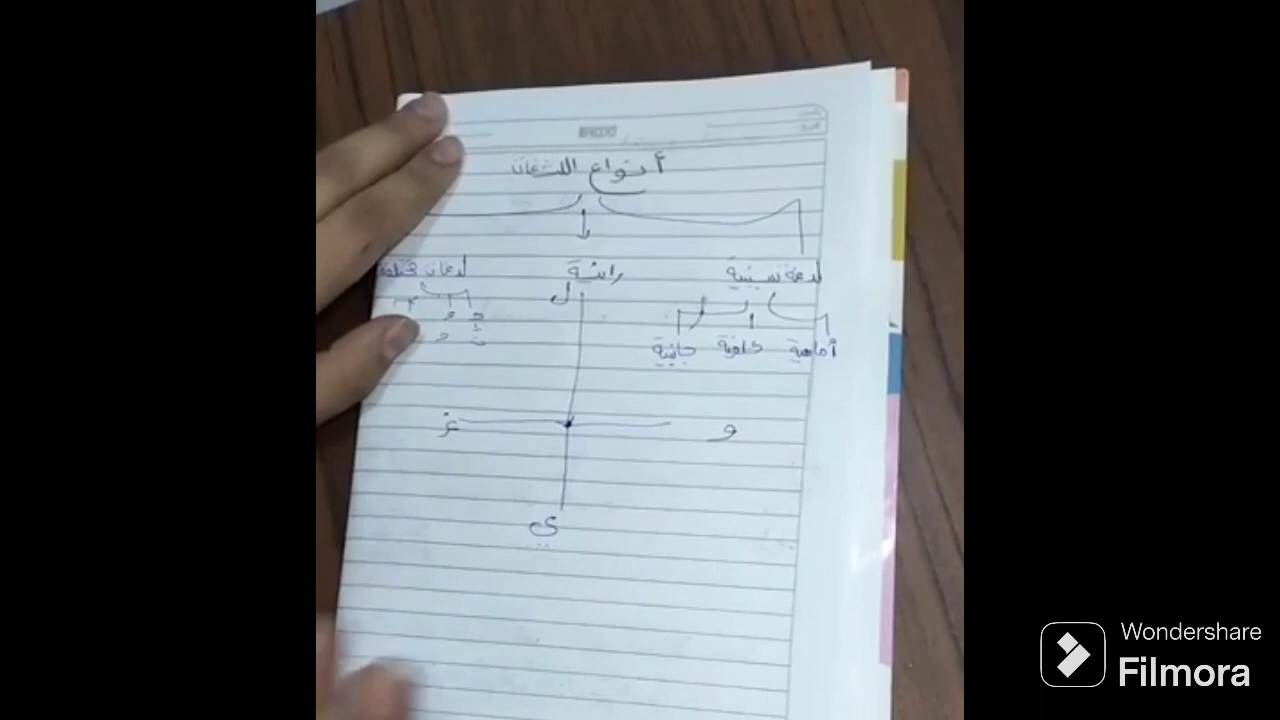 أنواع اللثغات
لدغة سينية
رائية
لدغات مختلفة
ل
أمامية خلفية جانبية
و
غ
ي
Wondershare
Filmora